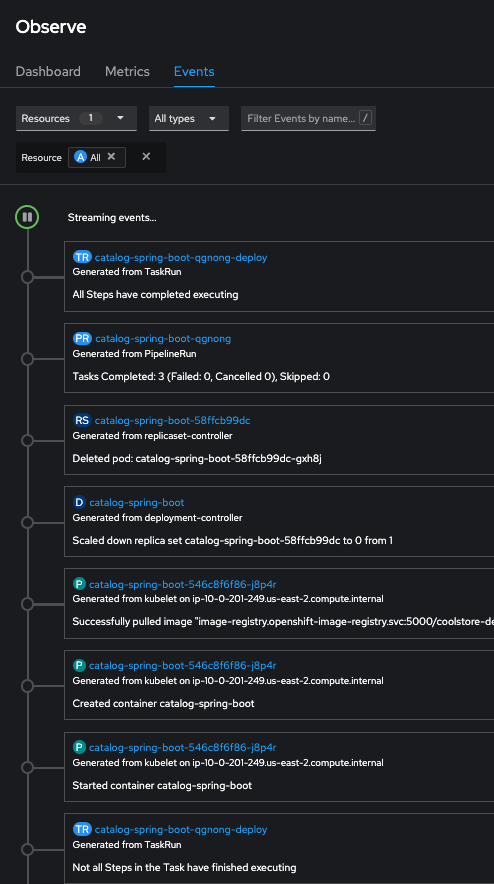 Observe
Dashboard Metrics Events
Resources 1 All types Filter Events by name... /
Resource A All
Streaming events...
TR catalog-spring-boot-qgnong-deploy
Generated from TaskRun
All Steps have completed executing
PR catalog-spring-boot-qgnong
Generated from PipelineRun
Tasks Completed: 3 (Failed: 0, Cancelled 0), Skipped: 0
RS catalog-spring-boot-58ffcb99dc
Generated from replicaset-controller
Deleted pod: catalog-spring-boot-58ffcb99dc-gxh8j
D catalog-spring-boot
Generated from deployment-controller
Scaled down replica set catalog-spring-boot-58ffcb99dc to 0 from 1
P catalog-spring-boot-546c8f6f86-j8p4r
Generated from kubelet on ip-10-0-201-249.us-east-2.compute.internal
Successfully pulled image "image-registry.openshift-image-registry.svc:5000/coolstore-de
P catalog-spring-boot-546c8f6f86-j8p4r
Generated from kubelet on ip-10-0-201-249.us-east-2.compute.internal
Created container catalog-spring-boot
P catalog-spring-boot-546c8f6f86-j8p4r
Generated from kubelet on ip-10-0-201-249.us-east-2.compute.internal
Started container catalog-spring-boot
TR catalog-spring-boot-qgnong-deploy
Generated from TaskRun
Not all Steps in the Task have finished executing